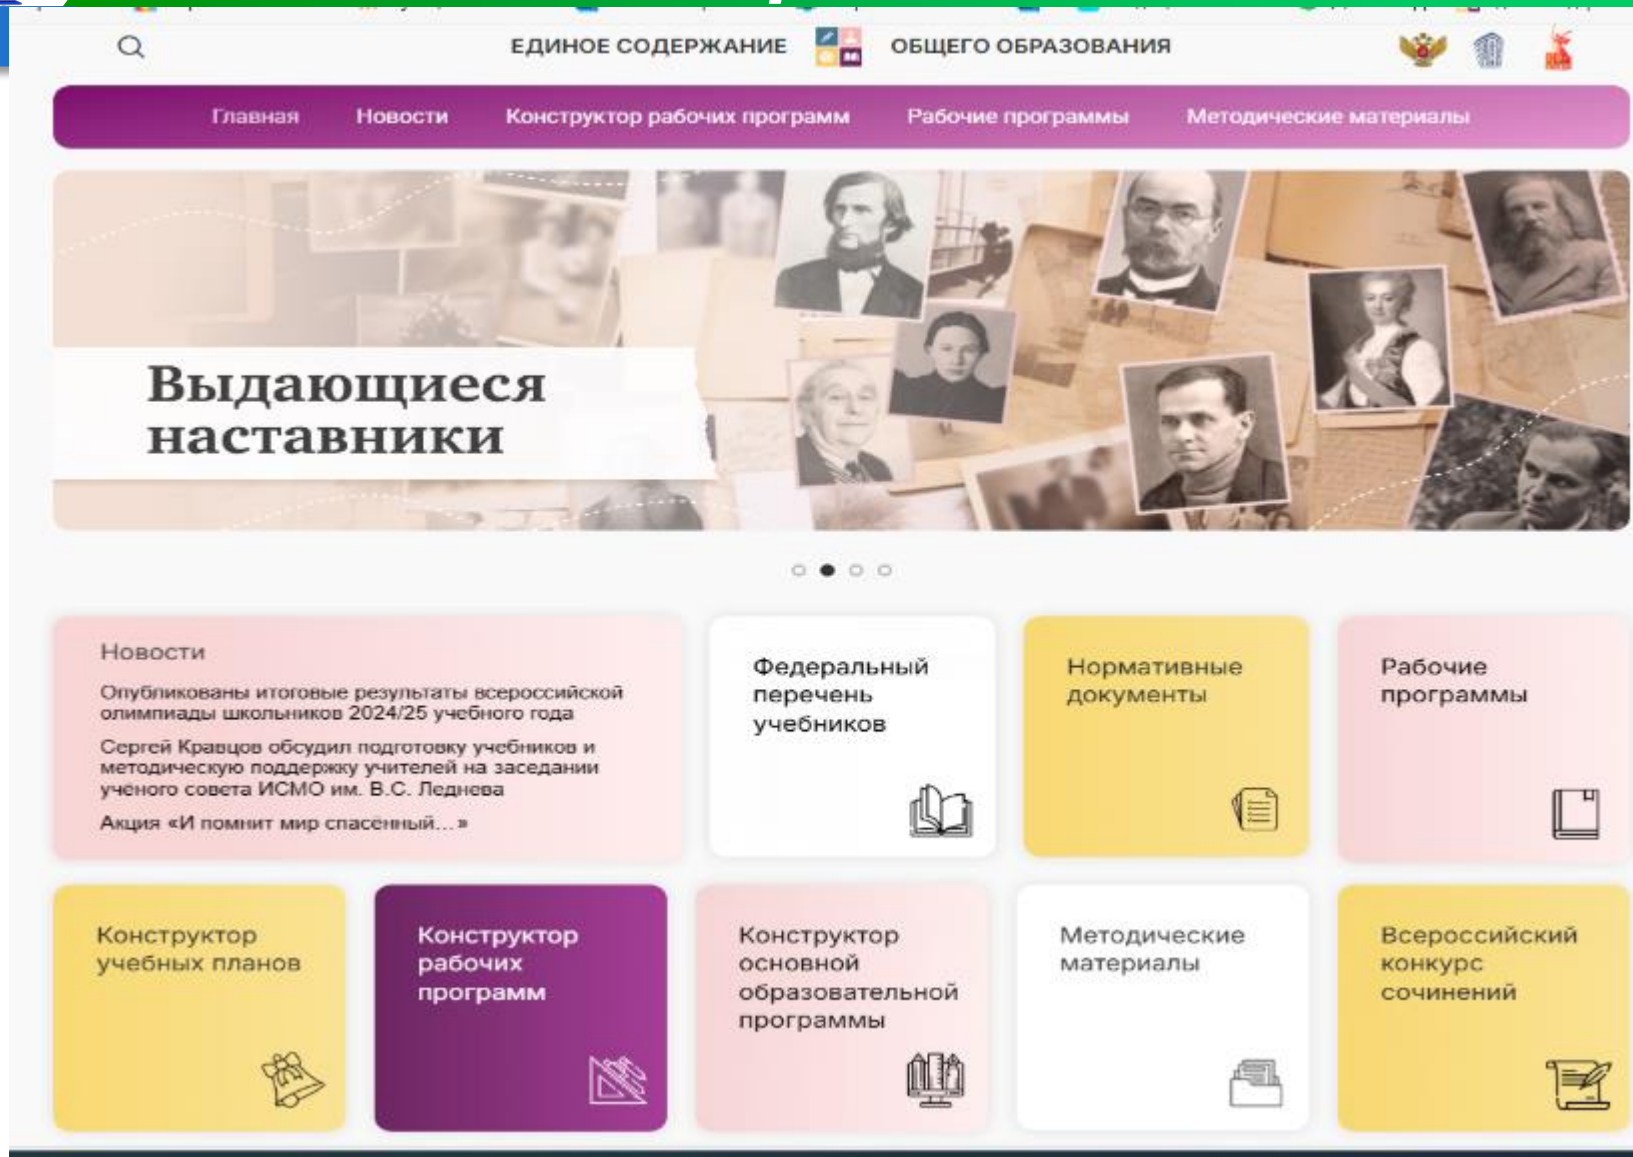 ЕДИНОЕ СОДЕРЖАНИЕ ОБЩЕГО ОБРАЗОВАНИЯ
Главная Новости Конструктор рабочих программ Рабочие программы Методические материалы
Выдающиеся
наставники
Новости
Опубликованы итоговые результаты всероссийской
олимпиады школьников 2024/25 учебного года
Сергей Кравцов обсудил подготовку учебников и
методическую поддержку учителей на заседании
учёного совета ИСМО им. В.С. Леднева
Акция «И помнит мир спасённый...»
Федеральный
перечень
учебников
Нормативные
документы
Рабочие
программы
Конструктор
учебных планов
Конструктор
рабочих
программ
Конструктор
основной
образовательной
программы
Методические
материалы
Всероссийский
конкурс
сочинений